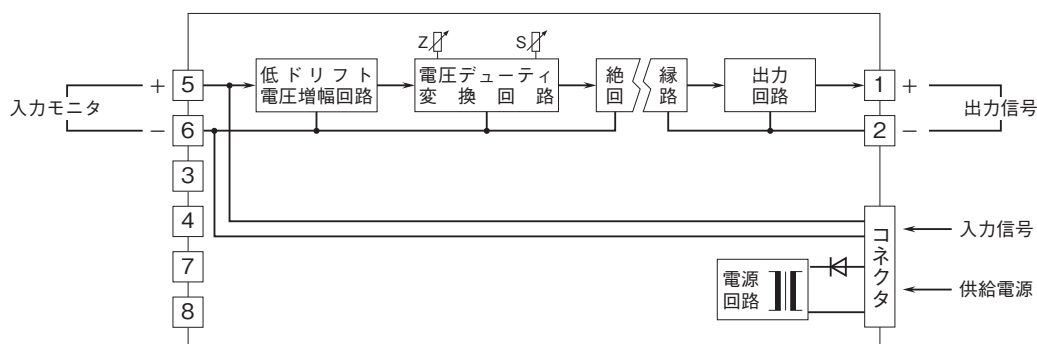 Z
S
低ドリフト
電圧増幅回路
電圧デューティ
変換回路
絶
回
縁
路
出力
回路
入力モニタ
+
−
5
6
3
4
7
8
1
2
+
−
出力信号
コネクタ
入力信号
供給電源
電源
回路